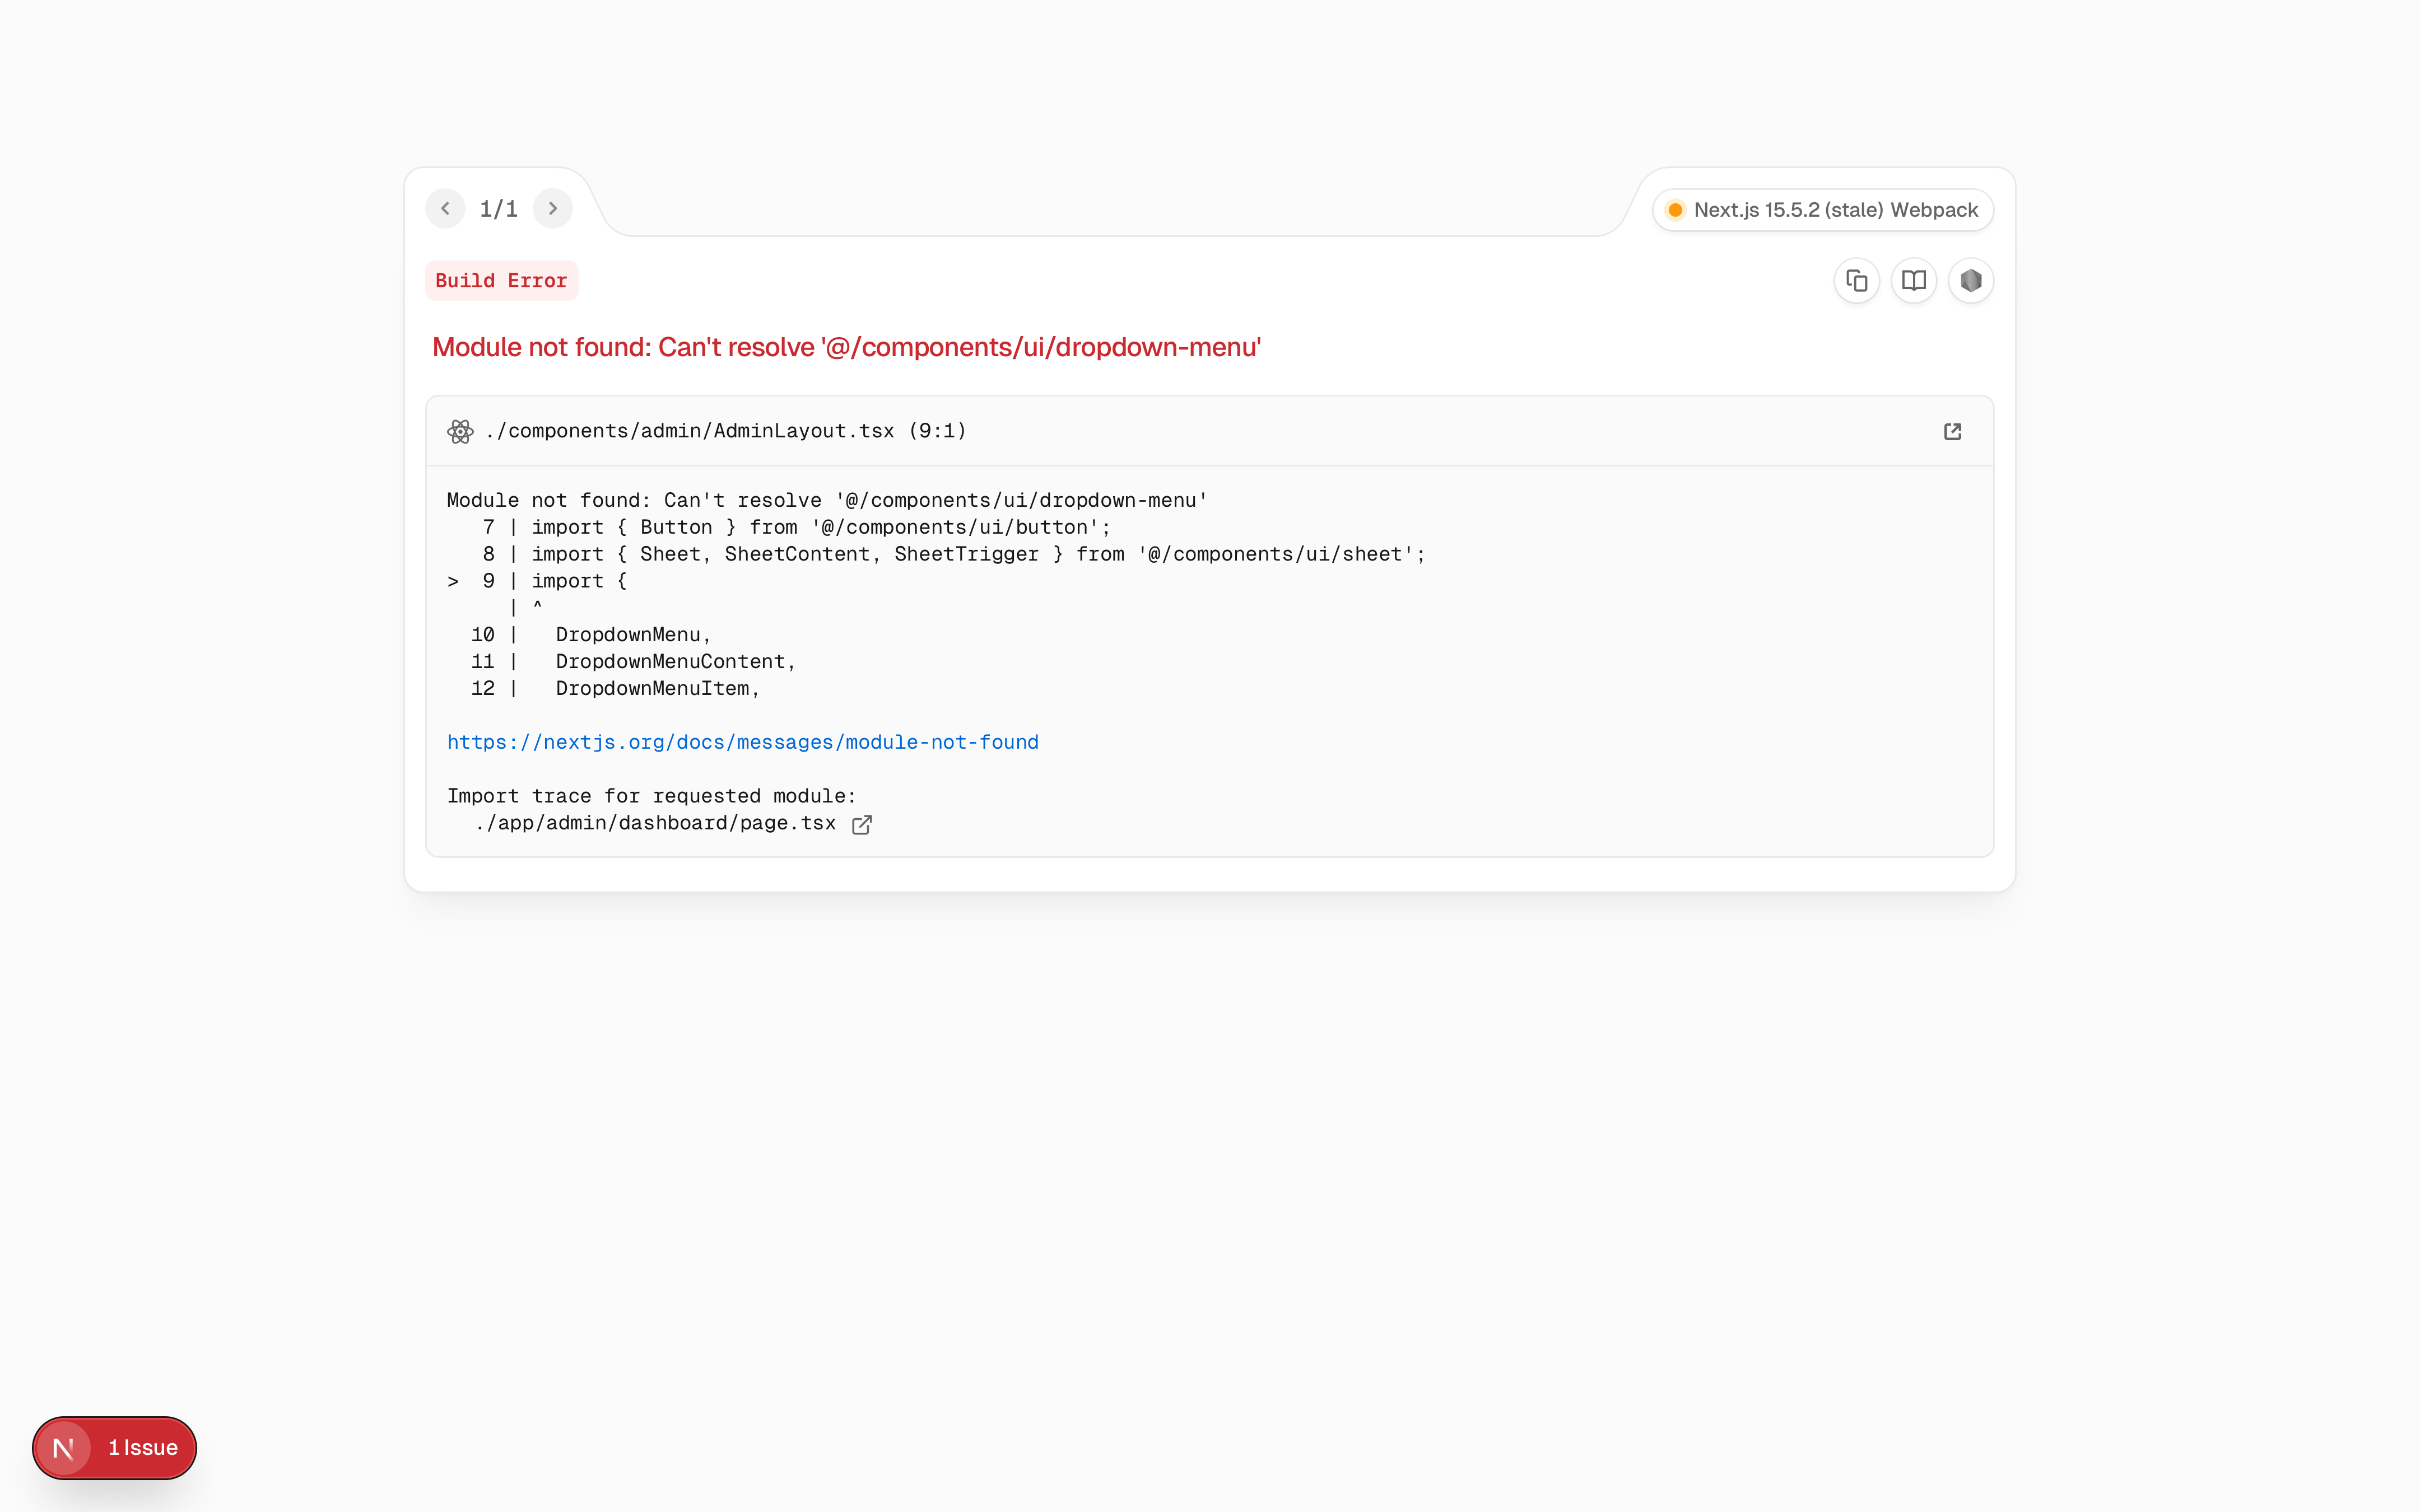 1/1
Next.js 15.5.2 (stale) Webpack
Build Error
Module not found: Can't resolve '@/components/ui/dropdown-menu'
./components/admin/AdminLayout.tsx (9:1)
Module not found: Can't resolve '@/components/ui/dropdown-menu'
   7 | import { Button } from '@/components/ui/button';
   8 | import { Sheet, SheetContent, SheetTrigger } from '@/components/ui/sheet';
>  9 | import {
     | ^
  10 |   DropdownMenu,
  11 |   DropdownMenuContent,
  12 |   DropdownMenuItem,
https://nextjs.org/docs/messages/module-not-found
Import trace for requested module:
./app/admin/dashboard/page.tsx
N 1 Issue